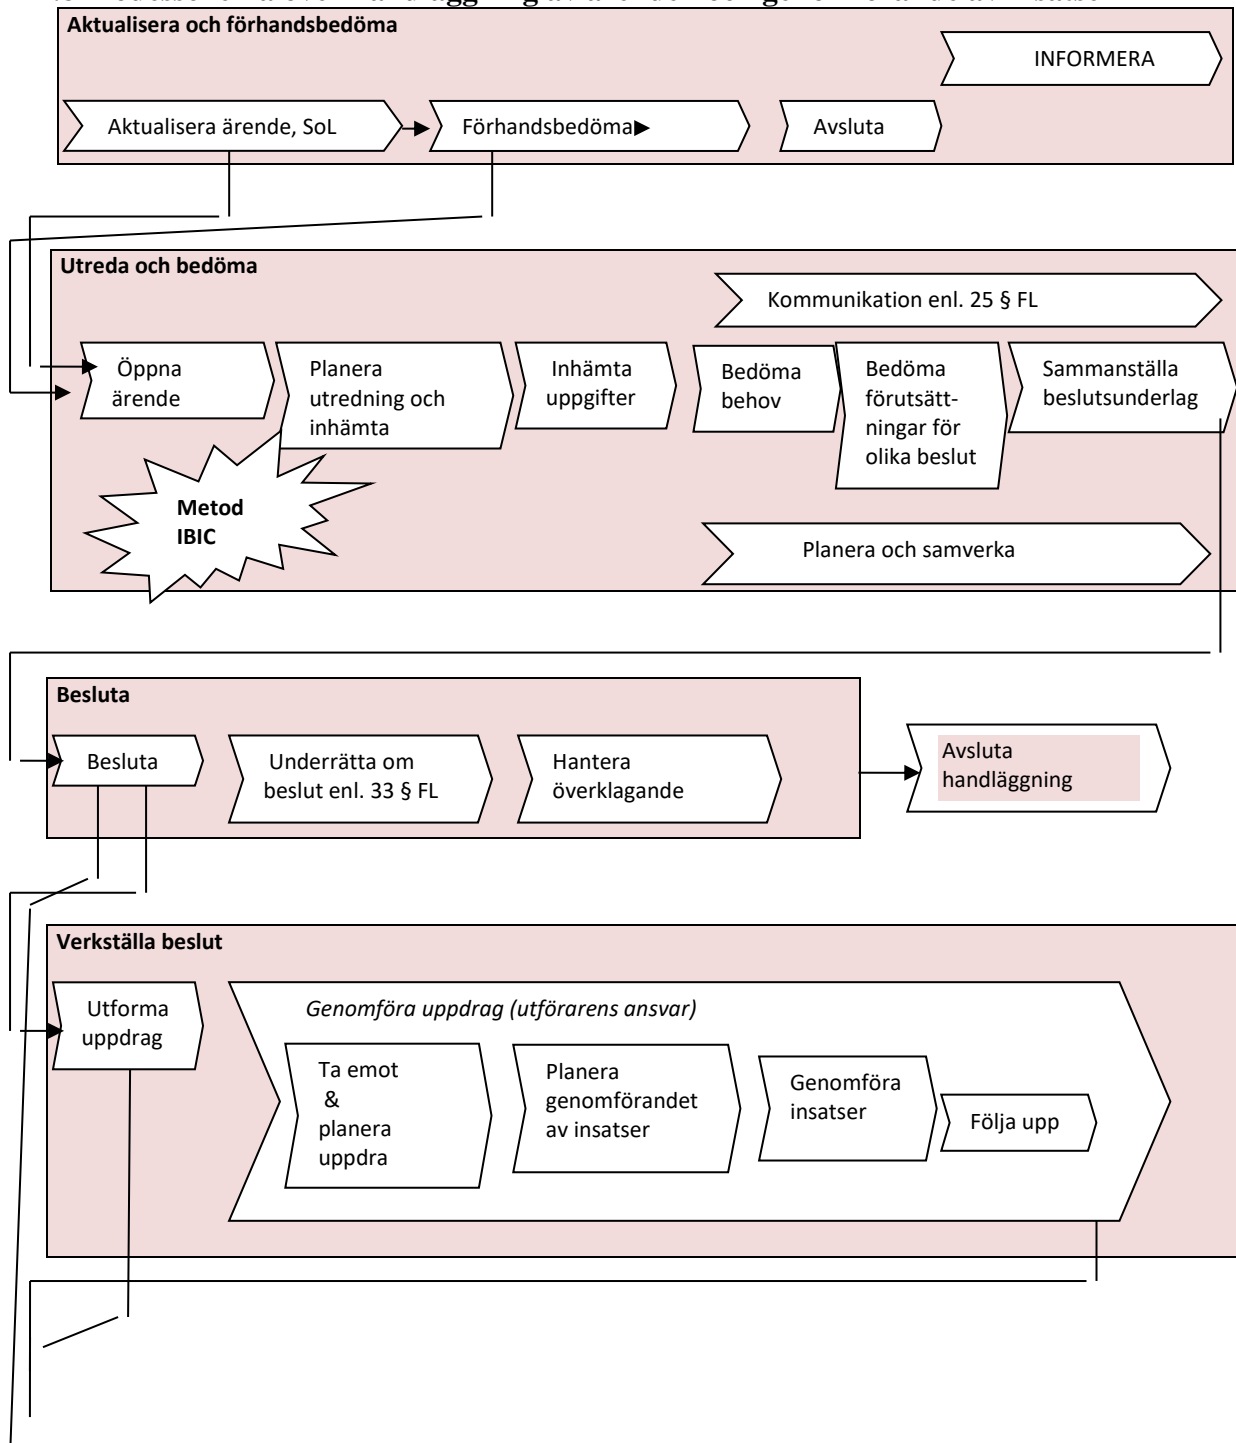 Aktualisera och förhandsbedöma
INFORMERA
Aktualisera ärende, SoL
Förhandsbedöma▶
Avsluta
Utreda och bedöma
Kommunikation enl. 25 § FL
Öppna
ärende
Planera
utredning och
inhämta
Inhämta
uppgifter
Bedöma
behov
Bedöma
förutsätt-
ningar för
olika beslut
Sammanställa
beslutsunderlag
Metod
IBIC
Planera och samverka
Besluta
Besluta
Underrätta om
beslut enl. 33 § FL
Hantera
överklagande
Avsluta
handläggning
Verkställa beslut
Utforma
uppdrag
Genomföra uppdrag (utförarens ansvar)
Ta emot
&
planera
uppdra
Planera
genomförandet
av insatser
Genomföra
insatser
Följa upp